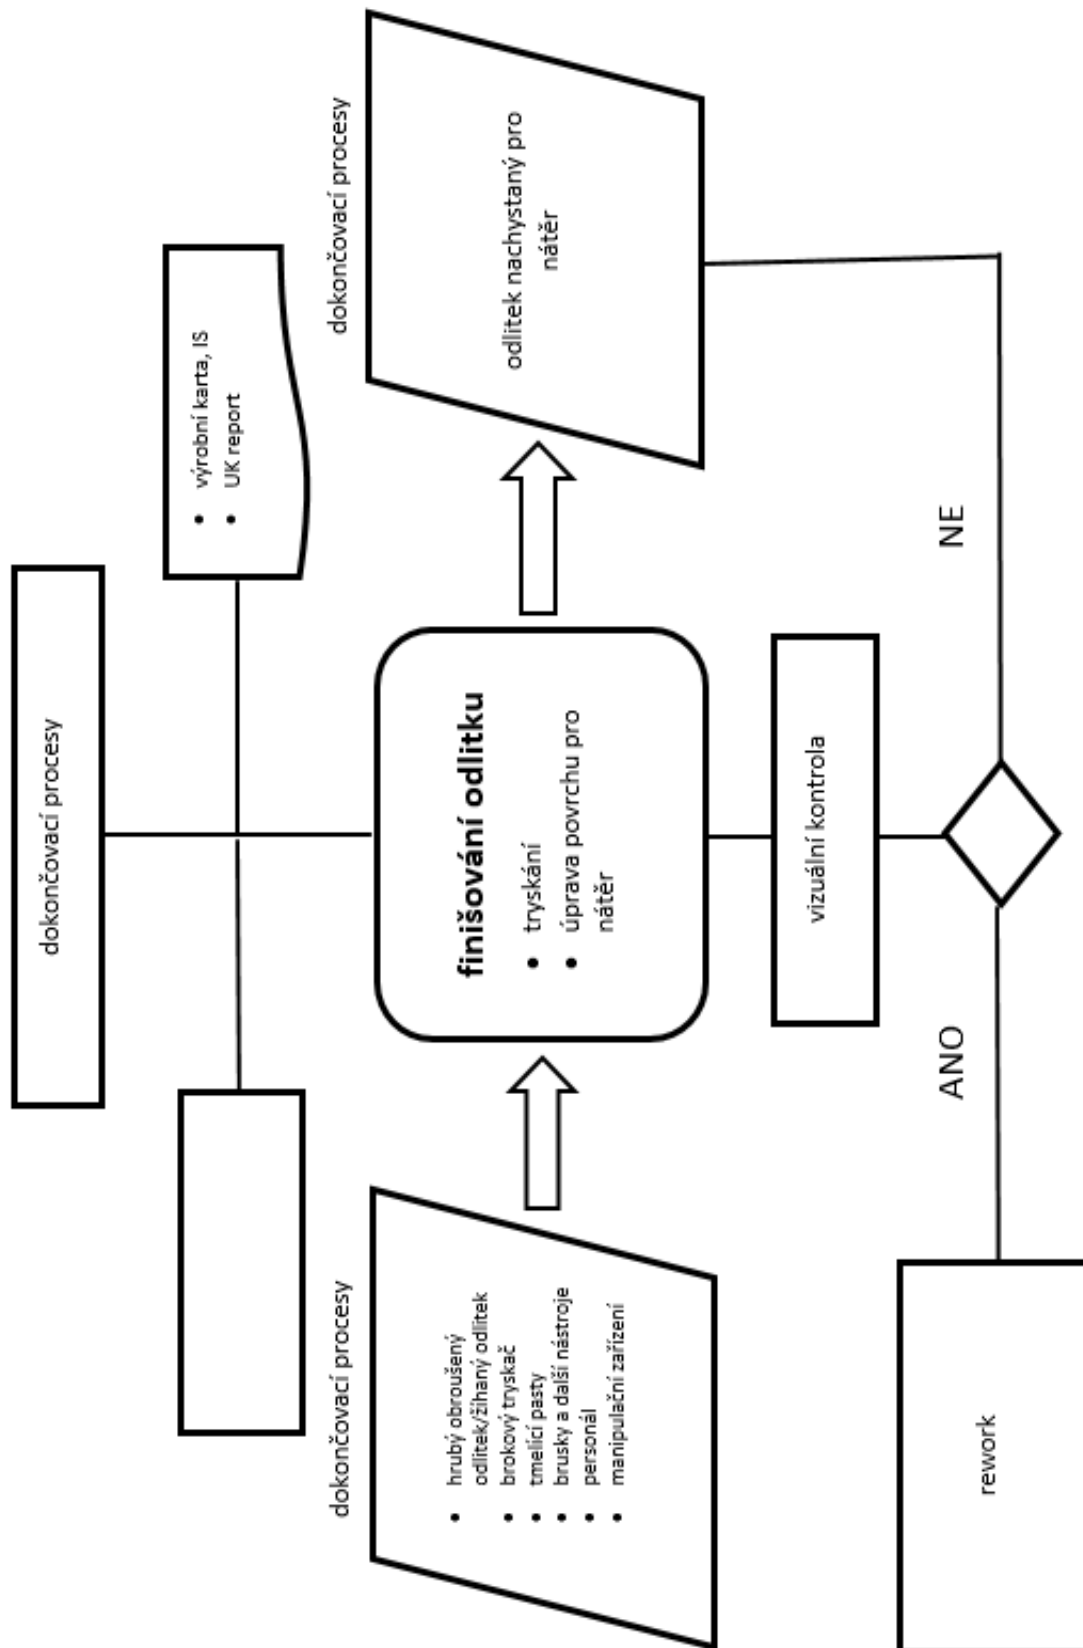 dokončovací procesy
výrobní karta, IS
UK report
dokončovací procesy
hrubý obroušený
odlitek/žíhaný odlitek
brokový tryskač
tmelící pasty
brusky a další nástroje
personál
manipulační zařízení
finišování odlitku
tryskání
úprava povrchu pro
nátěr
dokončovací procesy
odlitek nachystaný pro
nátěr
vizuální kontrola
ANO
NE
rework